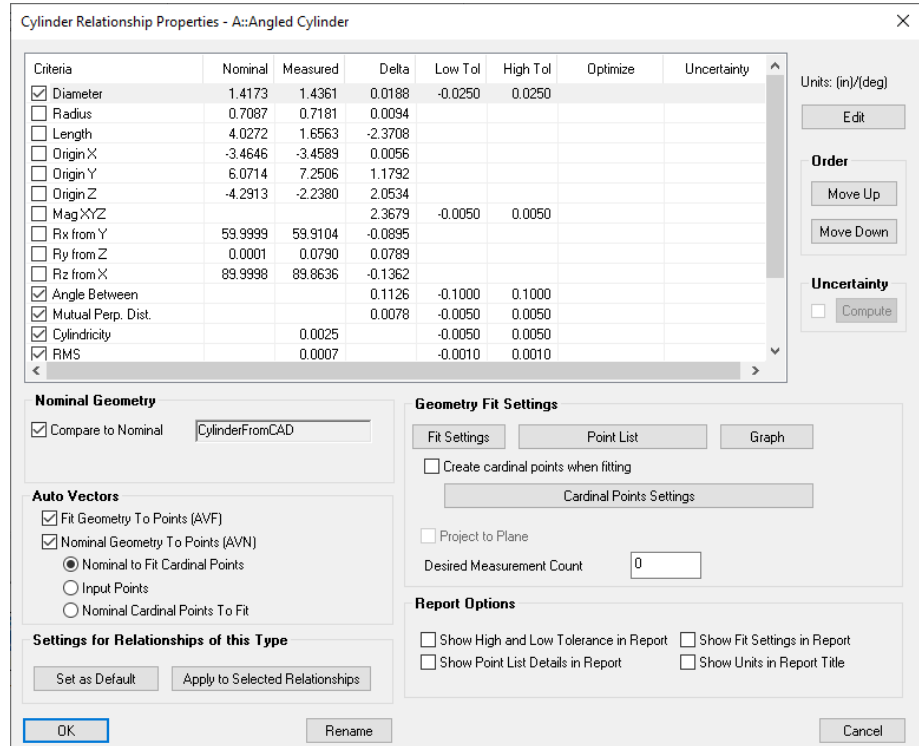 Cylinder Relationship Properties - A::Angled Cylinder
Criteria Nominal Measured Delta Low Tol High Tol Optimize Uncertainty
Diameter 1.4173 1.4361 0.0188 -0.0250 0.0250
Radius 0.7087 0.7181 0.0094
Length 4.0272 1.6563 -2.3708
Origin X -3.4646 -3.4589 0.0056
Origin Y 6.0714 7.2506 1.1792
Origin Z -4.2913 -2.2380 2.0534
Mag XYZ 2.3679 -0.0050 0.0050
Rx from Y 59.9999 59.9104 -0.0895
Ry from Z 0.0001 0.0790 0.0789
Rz from X 89.9998 89.8636 -0.1362
Angle Between 0.1126 -0.1000 0.1000
Mutual Perp. Dist. 0.0078 -0.0050 0.0050
Cylindricity 0.0025 -0.0050 0.0050
RMS 0.0007 -0.0010 0.0010
Units: (in)/(deg)
Edit
Order
Move Up
Move Down
Uncertainty
Compute
Nominal Geometry
Compare to Nominal CylinderFromCAD
Auto Vectors
Fit Geometry To Points (AVF)
Nominal Geometry To Points (AVN)
Nominal to Fit Cardinal Points
Input Points
Nominal Cardinal Points To Fit
Settings for Relationships of this Type
Set as Default Apply to Selected Relationships
Geometry Fit Settings
Fit Settings Point List Graph
Create cardinal points when fitting
Cardinal Points Settings
Project to Plane
Desired Measurement Count 0
Report Options
Show High and Low Tolerance in Report Show Fit Settings in Report
Show Point List Details in Report Show Units in Report Title
OK Rename Cancel